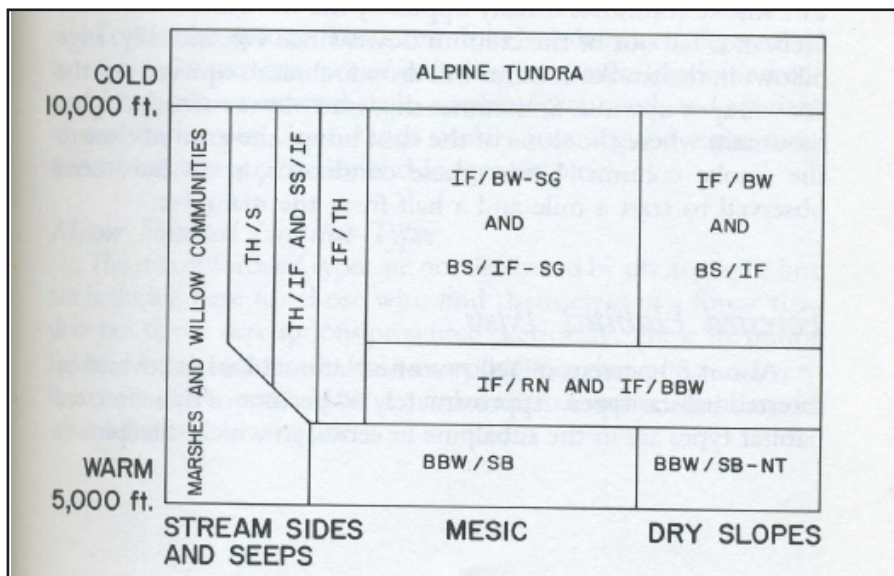 COLD
10,000 ft.
ALPINE TUNDRA
MARSHES AND WILLOW COMMUNITIES
TH/S
TH/IF AND SS/IF
IF/TH
IF/BW-SG
AND
BS/IF-SG
IF/BW
AND
BS/IF
IF/RN AND IF/BBW
WARM
5,000 ft.
BBW/SB
BBW/SB-NT
STREAM SIDES
AND SEEPS
MESIC
DRY SLOPES